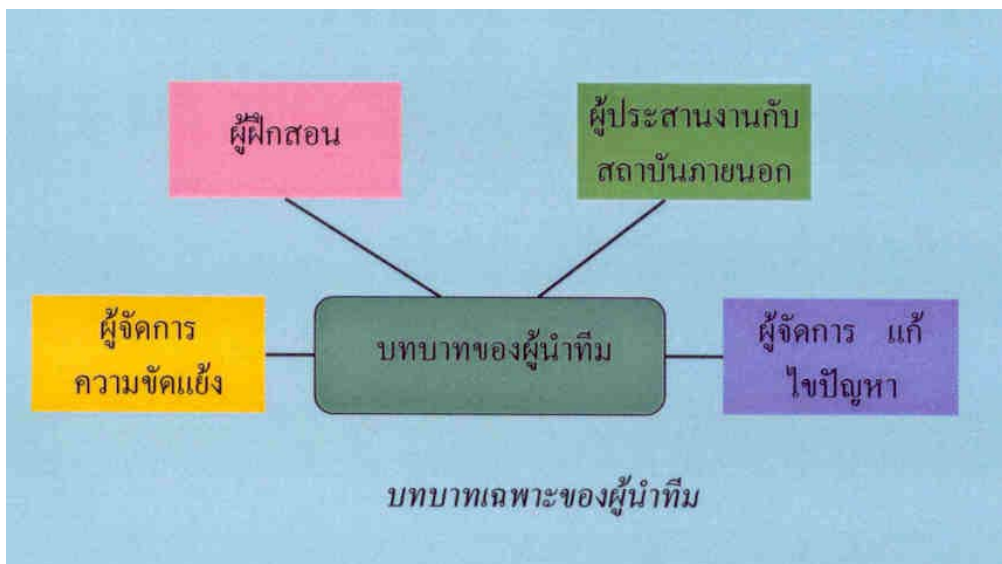 ผู้ฝึกสอน
ผู้ประสานงานกับ
สถาบันภายนอก
ผู้จัดการ
ความขัดแย้ง
บทบาทของผู้นำทีม
ผู้จัดการ แก้
ไขปัญหา
บทบาทเฉพาะของผู้นำทีม